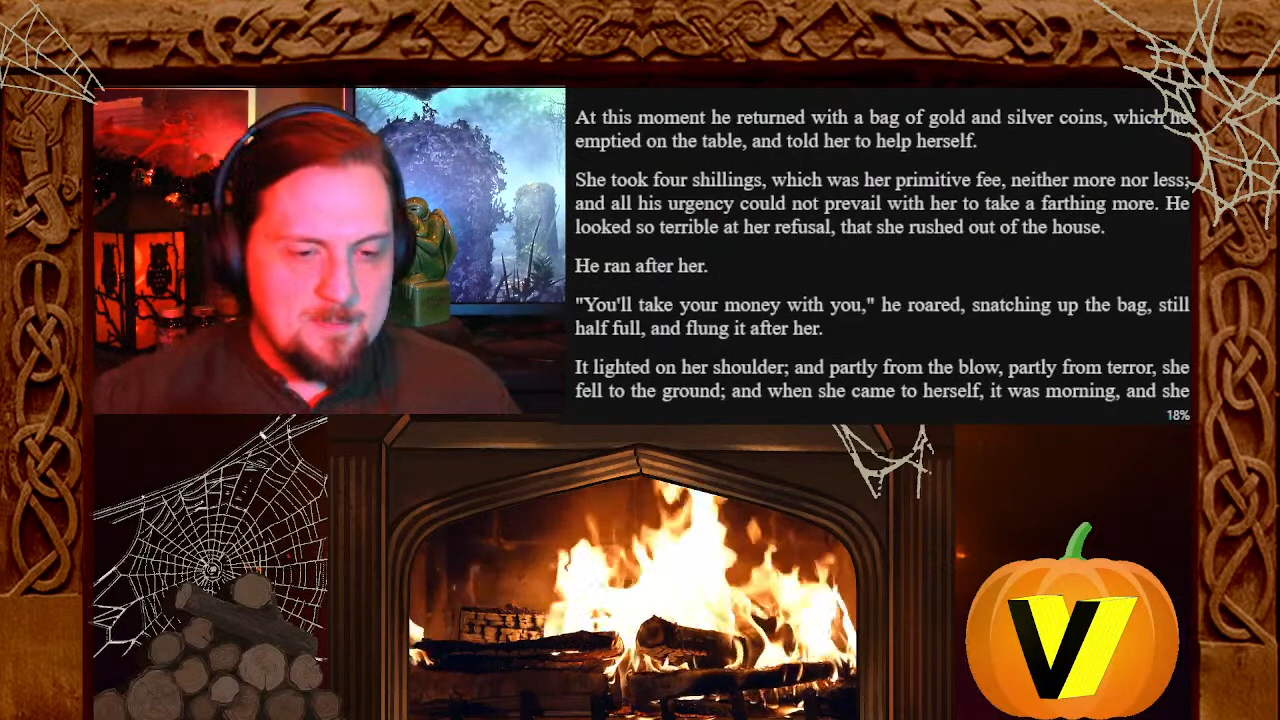 At this moment he returned with a bag of gold and silver coins, which he
emptied on the table, and told her to help herself.
She took four shillings, which was her primitive fee, neither more nor less;
and all his urgency could not prevail with her to take a farthing more. He
looked so terrible at her refusal, that she rushed out of the house.
He ran after her.
"You'll take your money with you," he roared, snatching up the bag, still
half full, and flung it after her.
It lighted on her shoulder; and partly from the blow, partly from terror, she
fell to the ground; and when she came to herself, it was morning, and she
18%
V